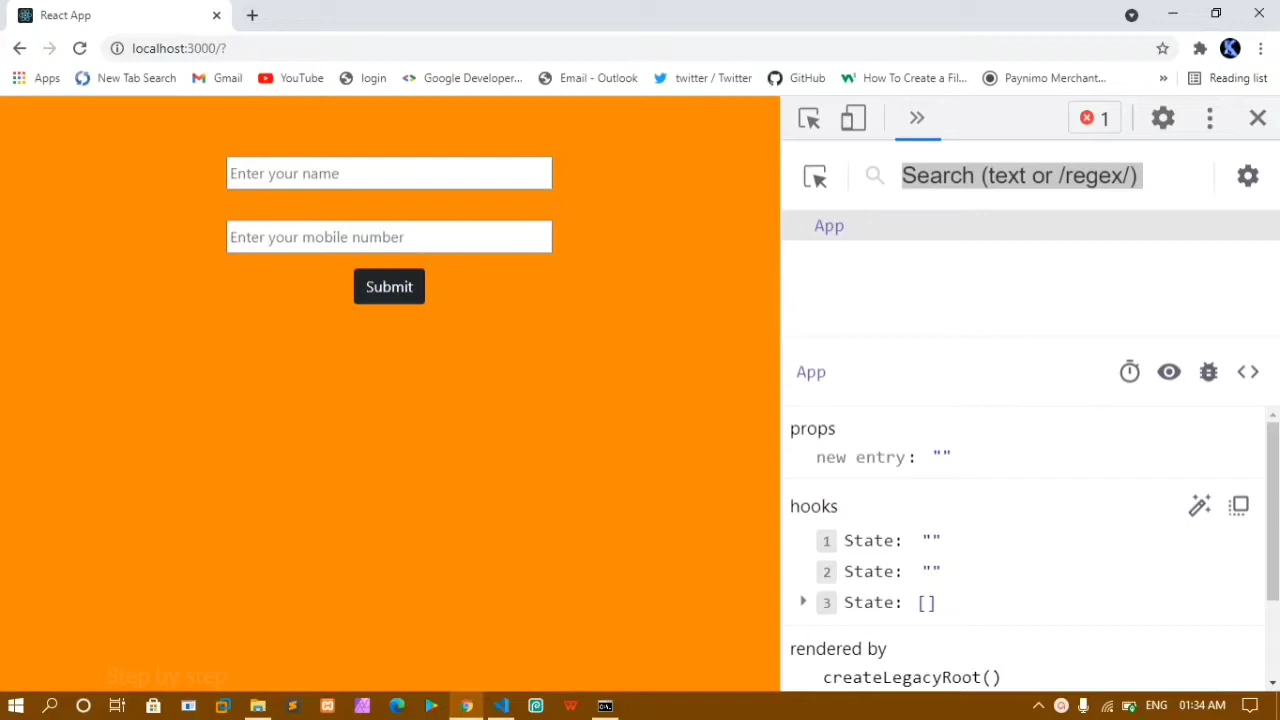 React App
localhost:3000/?
Apps New Tab Search Gmail YouTube login Google Developer... Email - Outlook twitter / Twitter GitHub How To Create a Fil... Paynimo Merchant... » Reading list
Enter your name
Enter your mobile number
Submit
1
Search (text or /regex/)
App
App
props
new entry: ""
hooks
1 State: ""
2 State: ""
3 State: []
rendered by
createLegacyRoot()
Step by step
ENG 01:34 AM